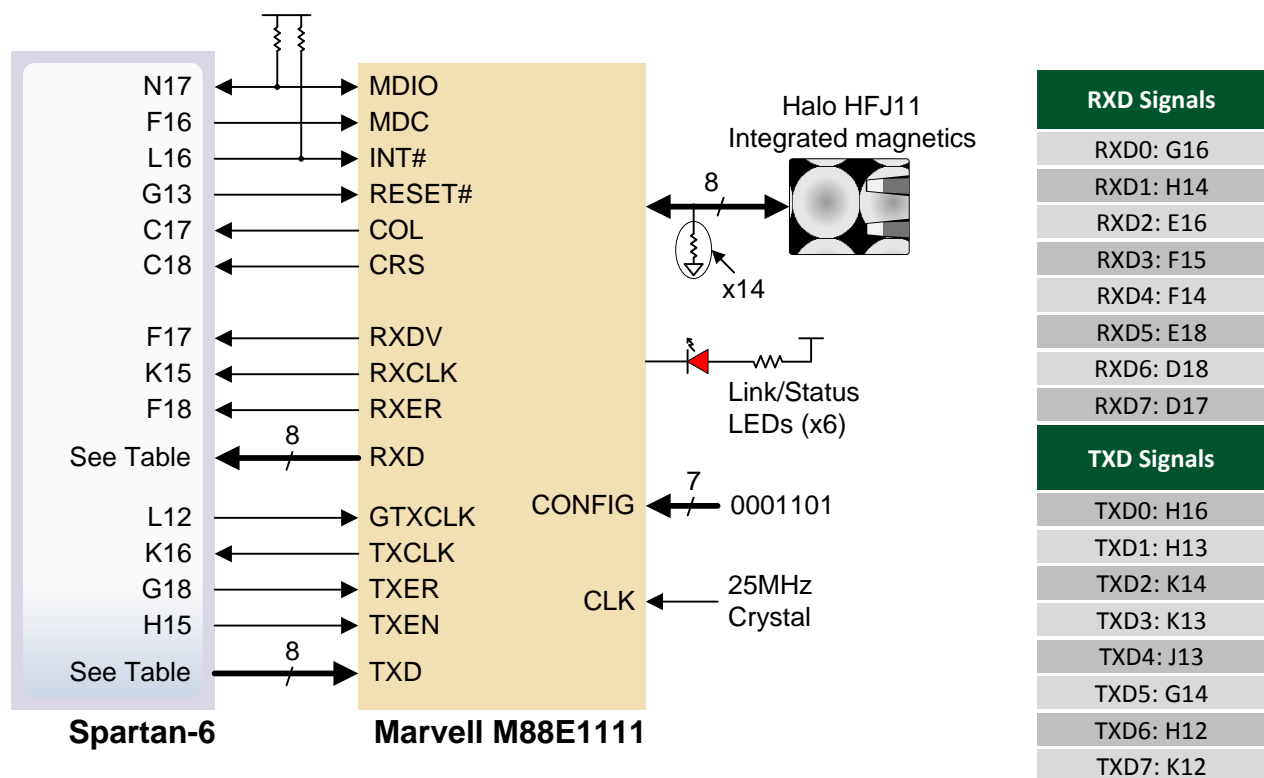 N17 MDIO
F16 MDC
L16 INT#
G13 RESET#
C17 COL
C18 CRS
F17 RXDV
K15 RXCLK
F18 RXER
See Table 8 RXD
L12 GTXCLK
K16 TXCLK
G18 TXER
H15 TXEN
See Table 8 TXD
Spartan-6
Marvell M88E1111
Halo HFJ11
Integrated magnetics
8
x14
Link/Status
LEDs (x6)
CONFIG 7 0001101
CLK 25MHz
Crystal
RXD Signals
RXD0: G16
RXD1: H14
RXD2: E16
RXD3: F15
RXD4: F14
RXD5: E18
RXD6: D18
RXD7: D17
TXD Signals
TXD0: H16
TXD1: H13
TXD2: K14
TXD3: K13
TXD4: J13
TXD5: G14
TXD6: H12
TXD7: K12